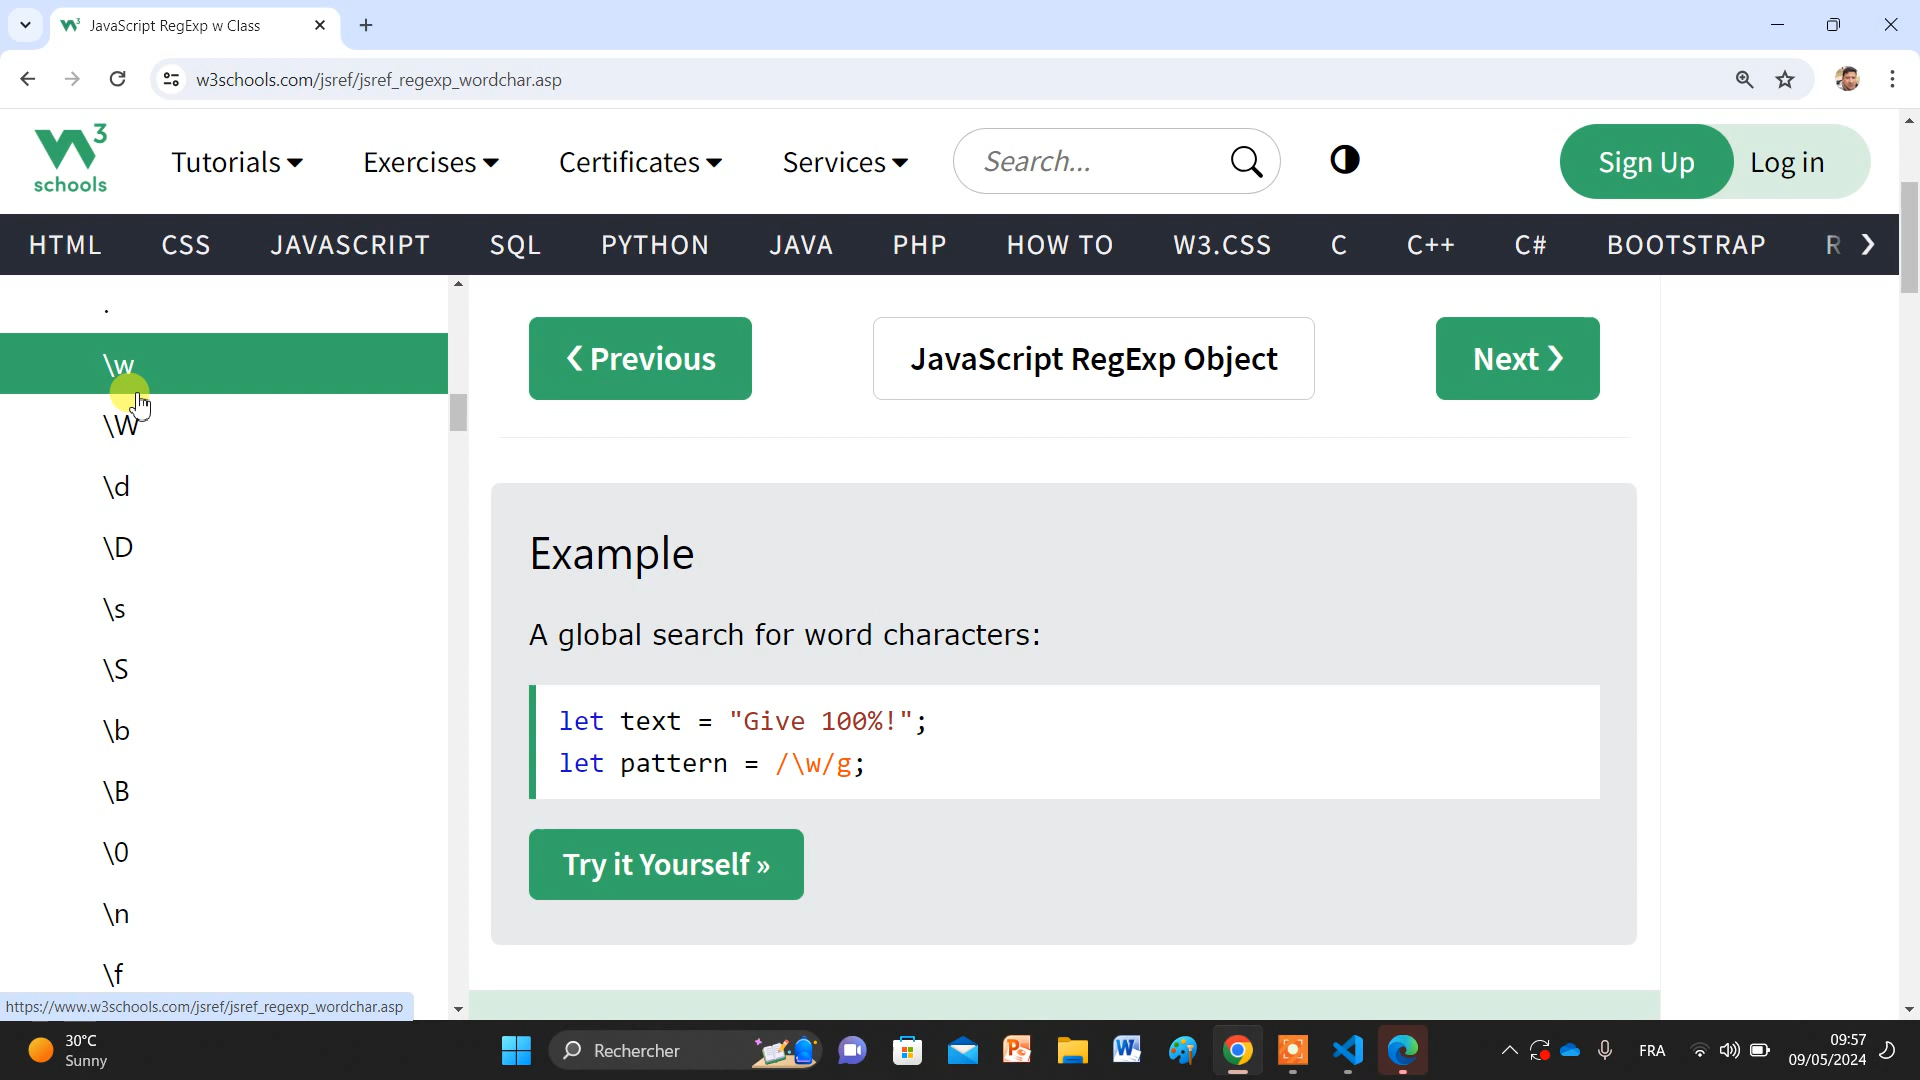 JavaScript RegExp w Class
w3schools.com/jsref/jsref_regexp_wordchar.asp
W3 schools
Tutorials
Exercises
Certificates
Services
Search...
Sign Up
Log in
HTML CSS JAVASCRIPT SQL PYTHON JAVA PHP HOW TO W3.CSS C C++ C# BOOTSTRAP R ❯
.
\w
\W
\d
\D
\s
\S
\b
\B
\0
\n
\f
❮ Previous
JavaScript RegExp Object
Next ❯
Example
A global search for word characters:
let text = "Give 100%!";
let pattern = /\w/g;
Try it Yourself »
https://www.w3schools.com/jsref/jsref_regexp_wordchar.asp
30°C
Sunny
Rechercher
FRA
09:57
09/05/2024